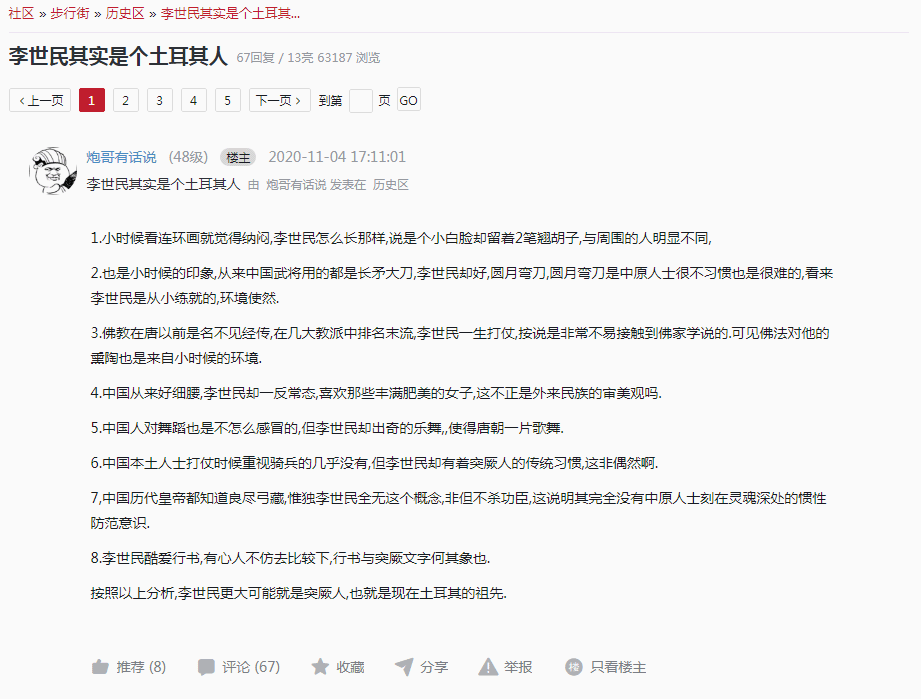 社区 » 步行街 » 历史区 » 李世民其实是个土耳其...
李世民其实是个土耳其人 67回复 / 13亮 63187 浏览
‹ 上一页 1 2 3 4 5 下一页 › 到第 页 GO
炮哥有话说 (48级) 楼主 2020-11-04 17:11:01
李世民其实是个土耳其人 由 炮哥有话说 发表在 历史区
1.小时候看连环画就觉得纳闷,李世民怎么长那样,说是个小白脸却留着2笔翘胡子,与周围的人明显不同,
2.也是小时候的印象,从来中国武将用的都是长矛大刀,李世民却好,圆月弯刀,圆月弯刀是中原人士很不习惯也是很难的,看来
李世民是从小练就的,环境使然.
3.佛教在唐以前是名不见经传,在几大教派中排名末流,李世民一生打仗,按说是非常不易接触到佛家学说的.可见佛法对他的
熏陶也是来自小时候的环境.
4.中国从来好细腰,李世民却一反常态,喜欢那些丰满肥美的女子,这不正是外来民族的审美观吗.
5.中国人对舞蹈也是不怎么感冒的,但李世民却出奇的乐舞,,使得唐朝一片歌舞.
6.中国本土人士打仗时候重视骑兵的几乎没有,但李世民却有着突厥人的传统习惯,这非偶然啊.
7,中国历代皇帝都知道良尽弓藏,惟独李世民全无这个概念,非但不杀功臣,这说明其完全没有中原人士刻在灵魂深处的惯性
防范意识.
8.李世民酷爱行书,有心人不仿去比较下,行书与突厥文字何其象也.
按照以上分析,李世民更大可能就是突厥人,也就是现在土耳其的祖先.
推荐 (8) 评论 (67) 收藏 分享 举报 楼 只看楼主